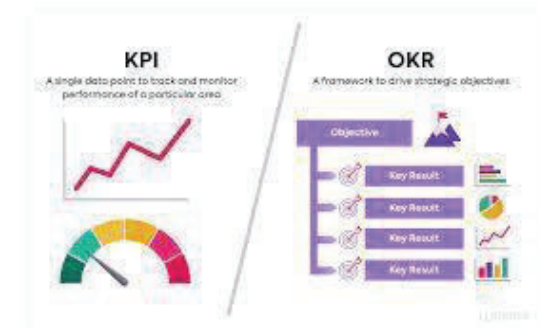 KPI
A single data point to track and monitor
performance of a particular area
OKR
A framework to drive strategic objectives
Objective
Key Result
Key Result
Key Result
Key Result